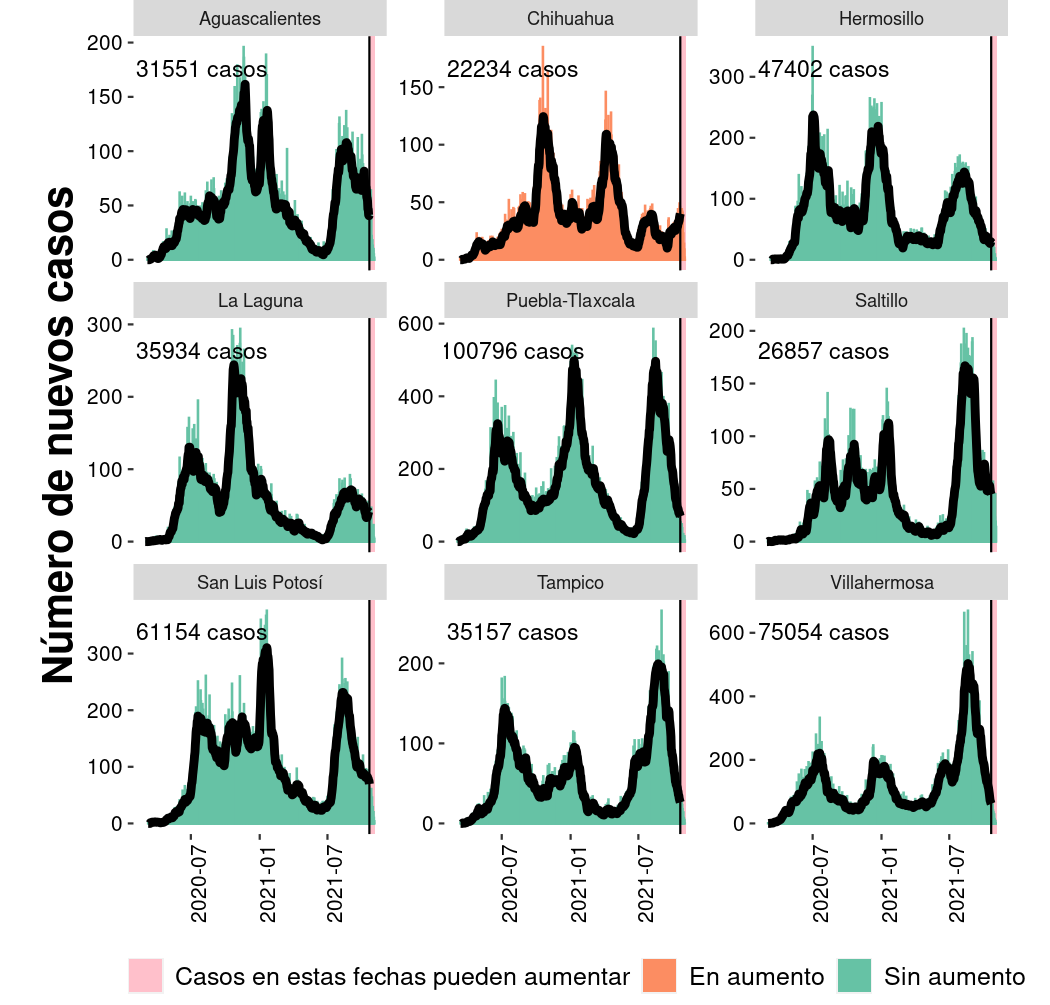 Número de nuevos casos
Aguascalientes
Chihuahua
Hermosillo
31551 casos
22234 casos
47402 casos
200
150
100
50
0
150
100
50
0
300
200
100
0
La Laguna
Puebla-Tlaxcala
Saltillo
35934 casos
100796 casos
26857 casos
300
200
100
0
600
400
200
0
200
150
100
50
0
San Luis Potosí
Tampico
Villahermosa
61154 casos
35157 casos
75054 casos
300
200
100
0
200
100
0
600
400
200
0
2020-07
2021-01
2021-07
2020-07
2021-01
2021-07
2020-07
2021-01
2021-07
Casos en estas fechas pueden aumentar
En aumento
Sin aumento